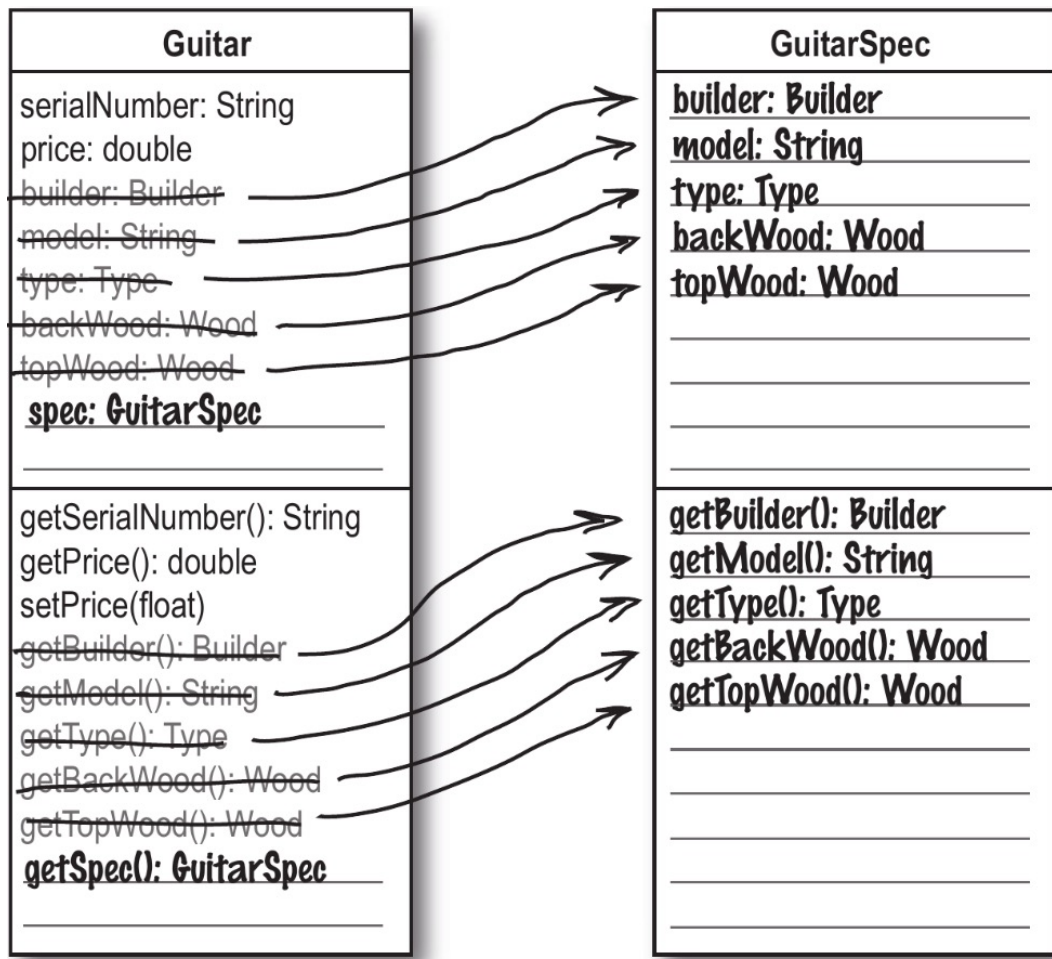 Guitar
serialNumber: String
price: double
builder: Builder
model: String
type: Type
backWood: Wood
topWood: Wood
spec: GuitarSpec
getSerialNumber(): String
getPrice(): double
setPrice(float)
getBuilder(): Builder
getModel(): String
getType(): Type
getBackWood(): Wood
getTopWood(): Wood
getSpec(): GuitarSpec
GuitarSpec
builder: Builder
model: String
type: Type
backWood: Wood
topWood: Wood
getBuilder(): Builder
getModel(): String
getType(): Type
getBackWood(): Wood
getTopWood(): Wood